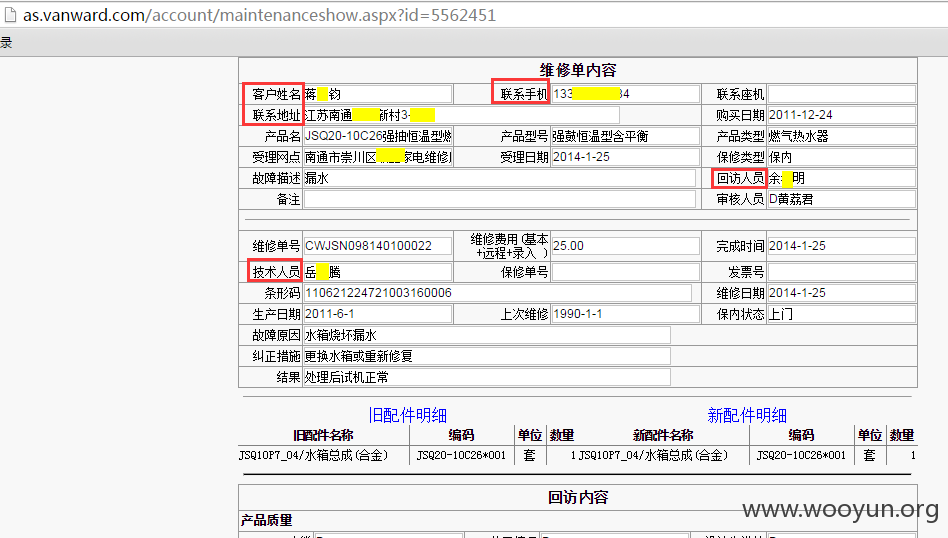 as.vanward.com/account/maintenanceshow.aspx?id=5562451
录
维修单内容
客户姓名 蒋 钧 联系手机 133 34 联系座机
联系地址 江苏南通 新村3- 购买日期 2011-12-24
产品名 JSQ20-10C26强抽恒温型燃 产品型号 强鼓恒温型含平衡 产品类型 燃气热水器
受理网点 南通市崇川区 家电维修服 受理日期 2014-1-25 保修类型 保内
故障描述 漏水 回访人员 余 明
备注 审核人员 D黄荔君
维修单号 CWJSN098140100022 维修费用(基本+远程+录入 ) 25.00 完成时间 2014-1-25
技术人员 岳 腾 保修单号 发票号
条形码 110621224721003160006 维修日期 2014-1-25
生产日期 2011-6-1 上次维修 1990-1-1 保内状态 上门
故障原因 水箱烧坏漏水
纠正措施 更换水箱或重新修复
结果 处理后试机正常
旧配件明细 新配件明细
旧配件名称 编码 单位 数量 新配件名称 编码 单位 数量
JSQ10P7_04/水箱总成(合金) JSQ20-10C26*001 套 1 JSQ10P7_04/水箱总成(合金) JSQ20-10C26*001 套 1
回访内容
www.wooyun.org
产品质量